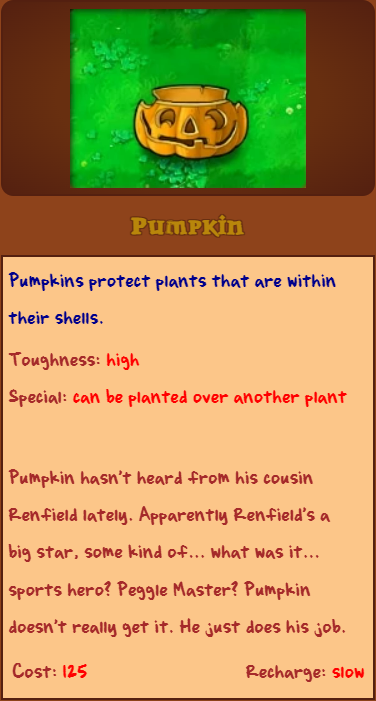 Pumpkin
Pumpkins protect plants that are within
their shells.
Toughness: high
Special: can be planted over another plant
Pumpkin hasn't heard from his cousin
Renfield lately. Apparently Renfield's a
big star, some kind of... what was it...
sports hero? Peggle Master? Pumpkin
doesn't really get it. He just does his job.
Cost: 125 Recharge: slow